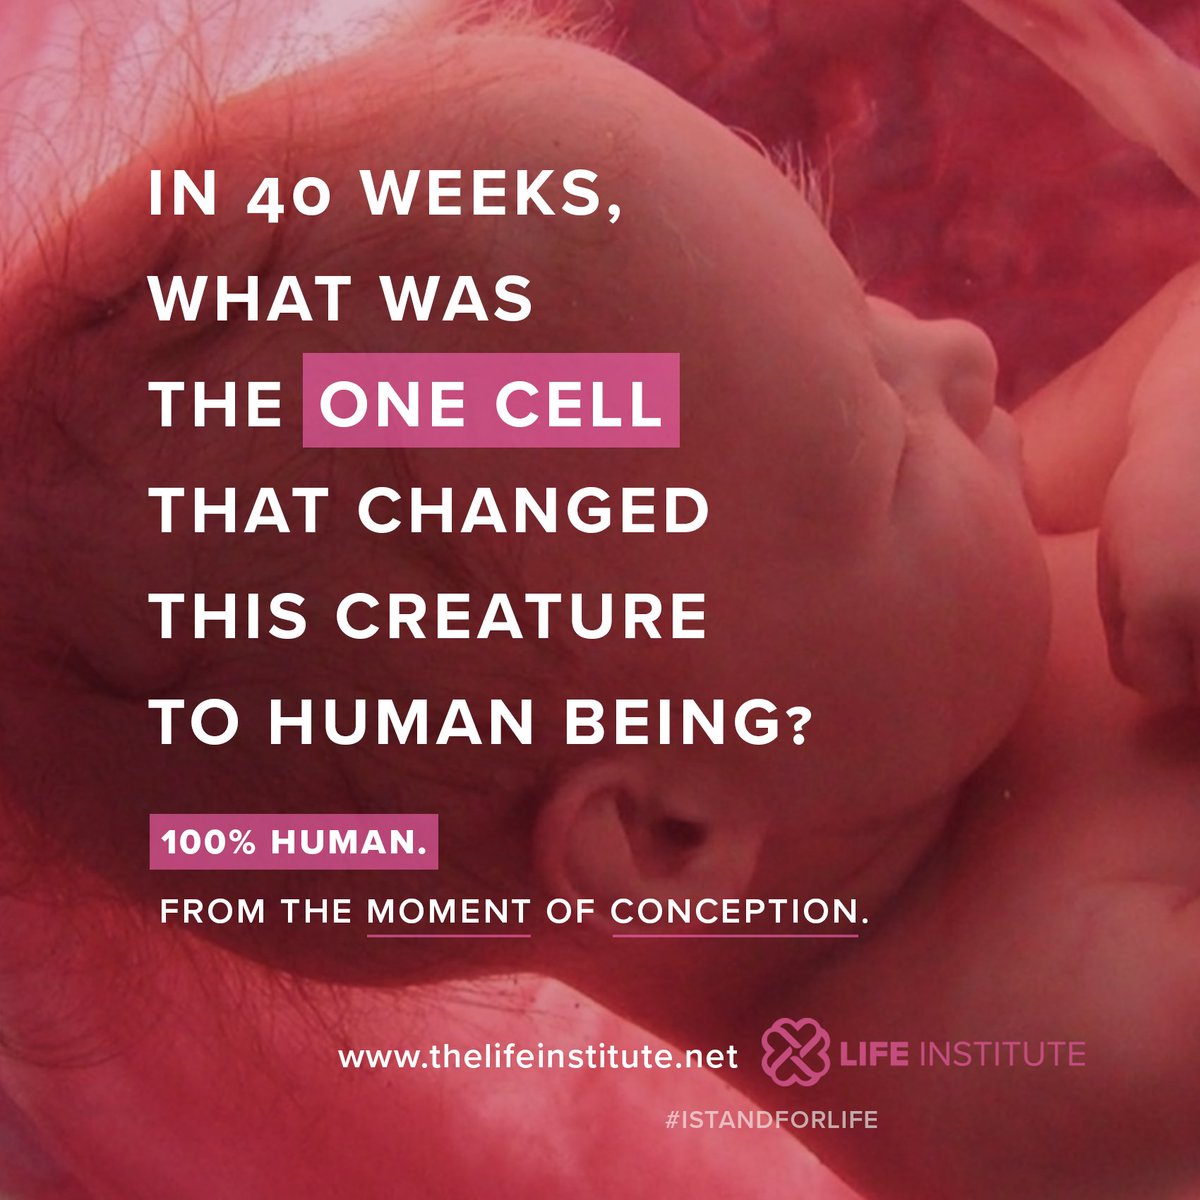 IN 40 WEEKS,
WHAT WAS
THE ONE CELL
THAT CHANGED
THIS CREATURE
TO HUMAN BEING?
100% HUMAN.
FROM THE MOMENT OF CONCEPTION.
www.thelifeinstitute.net LIFE INSTITUTE
#ISTANDFORLIFE